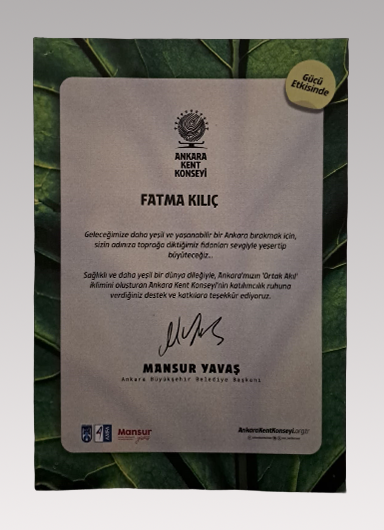 Gücü
Etkisinde
ANKARA
KENT
KONSEYİ
FATMA KILIÇ
Geleceğimize daha yeşil ve yaşanabilir bir Ankara bırakmak için,
sizin adınıza toprağa diktiğimiz fidanları sevgiyle yeşertip
büyüteceğiz..
Sağlıklı ve daha yeşil bir dünya dileğiyle, Ankara'mızın 'Ortak Akıl'
iklimini oluşturan Ankara Kent Konseyi'nin katılımcılık ruhuna
verdiğiniz destek ve katkılara teşekkür ediyoruz.
MANSUR YAVAŞ
Ankara Büyükşehir Belediye Başkanı
Mansur
AnkaraKentKonseyi.org.tr